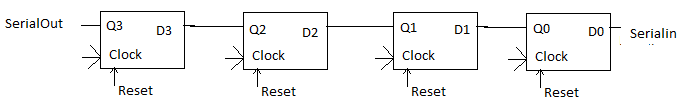 SerialOut Q3 D3 Q2 D2 Q1 D1 Q0 D0 Serialin
Clock Clock Clock Clock
Reset Reset Reset Reset